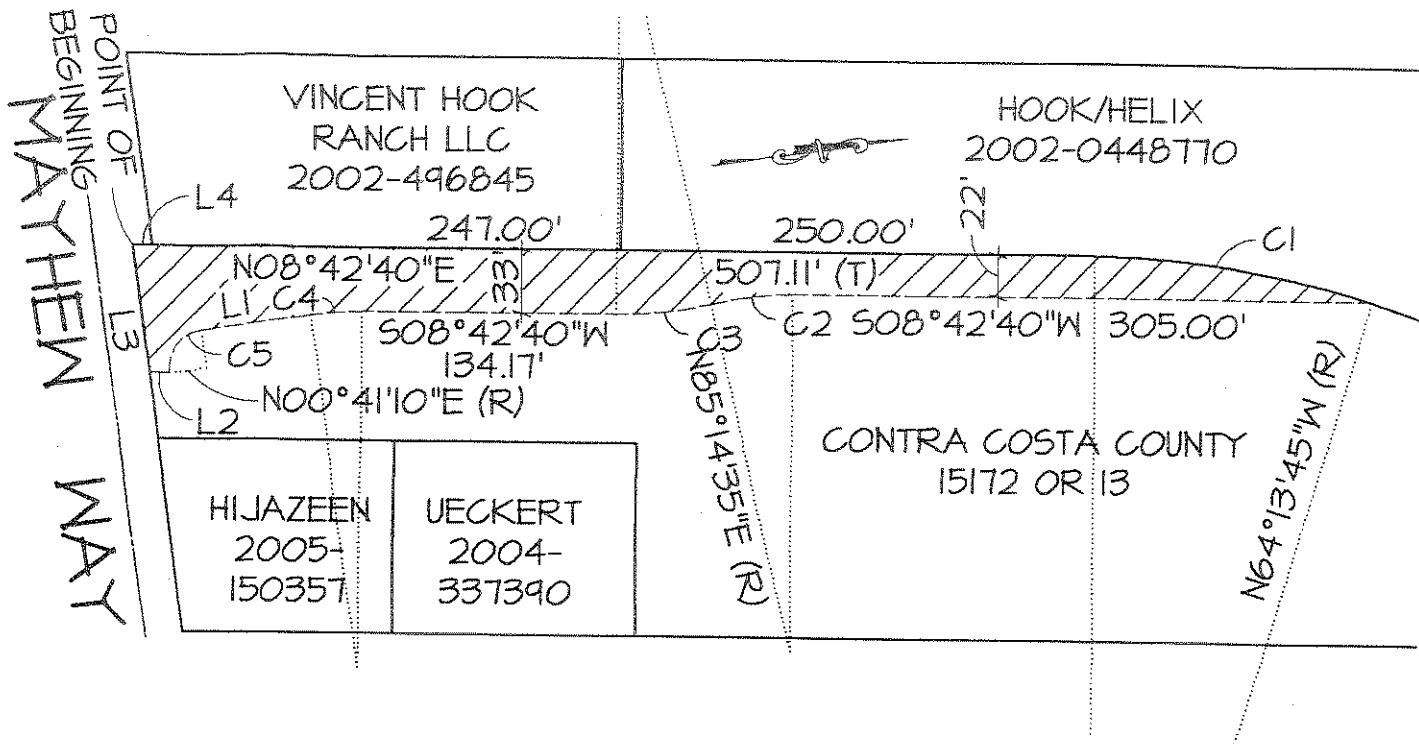 POINT OF
BEGINNING
MAYHEW WAY
VINCENT HOOK
RANCH LLC
2002-496845
HOOK/HELIX
2002-0448770
L4
247.00'
250.00'
22'
C1
N08°42'40"E
33'
507.11' (T)
L1
C4
L3
S08°42'40"W
134.17'
C3
C2
S08°42'40"W
305.00'
C5
N00°41'10"E (R)
L2
N85°14'35"E (R)
N64°13'45"W (R)
CONTRA COSTA COUNTY
15172 OR 13
HIJAZEEN
2005-
150357
UECKERT
2004-
337390